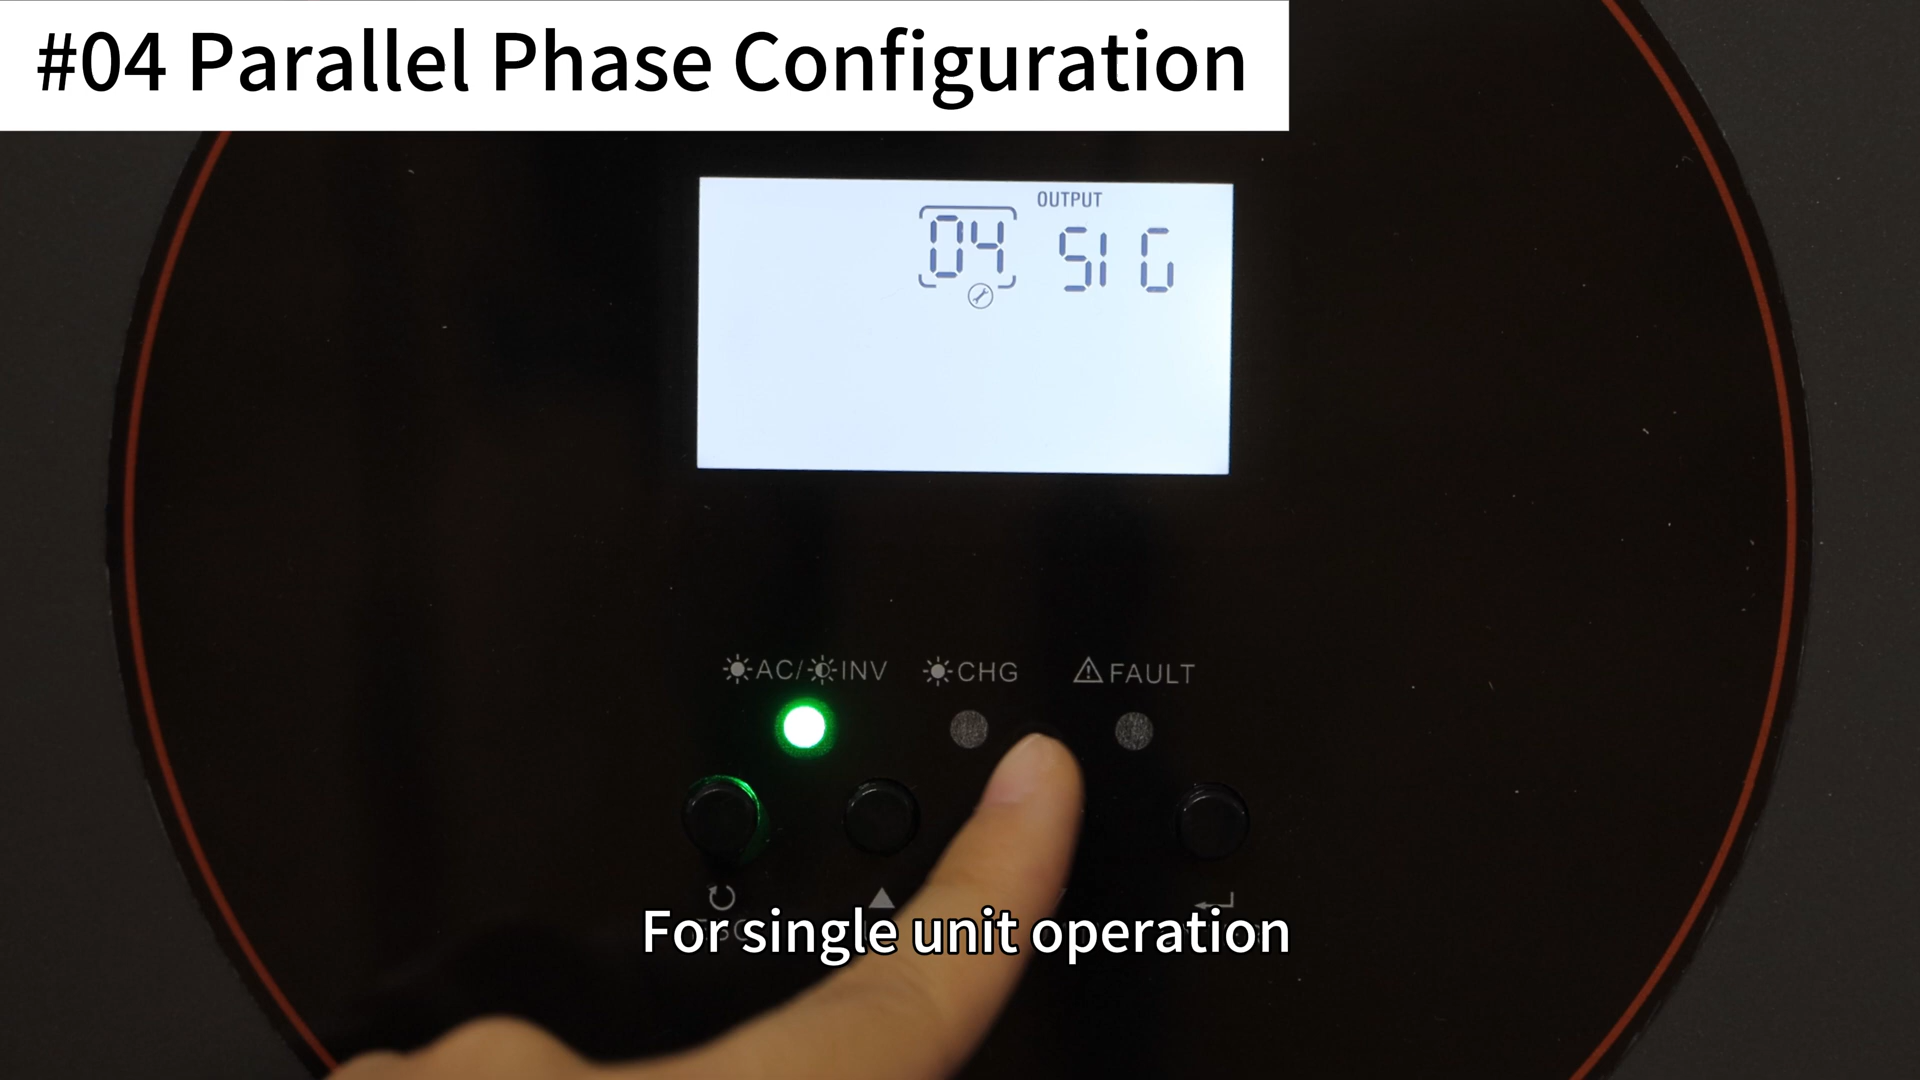 #04 Parallel Phase Configuration
OUTPUT
04 SIG
AC/ INV CHG FAULT
For single unit operation